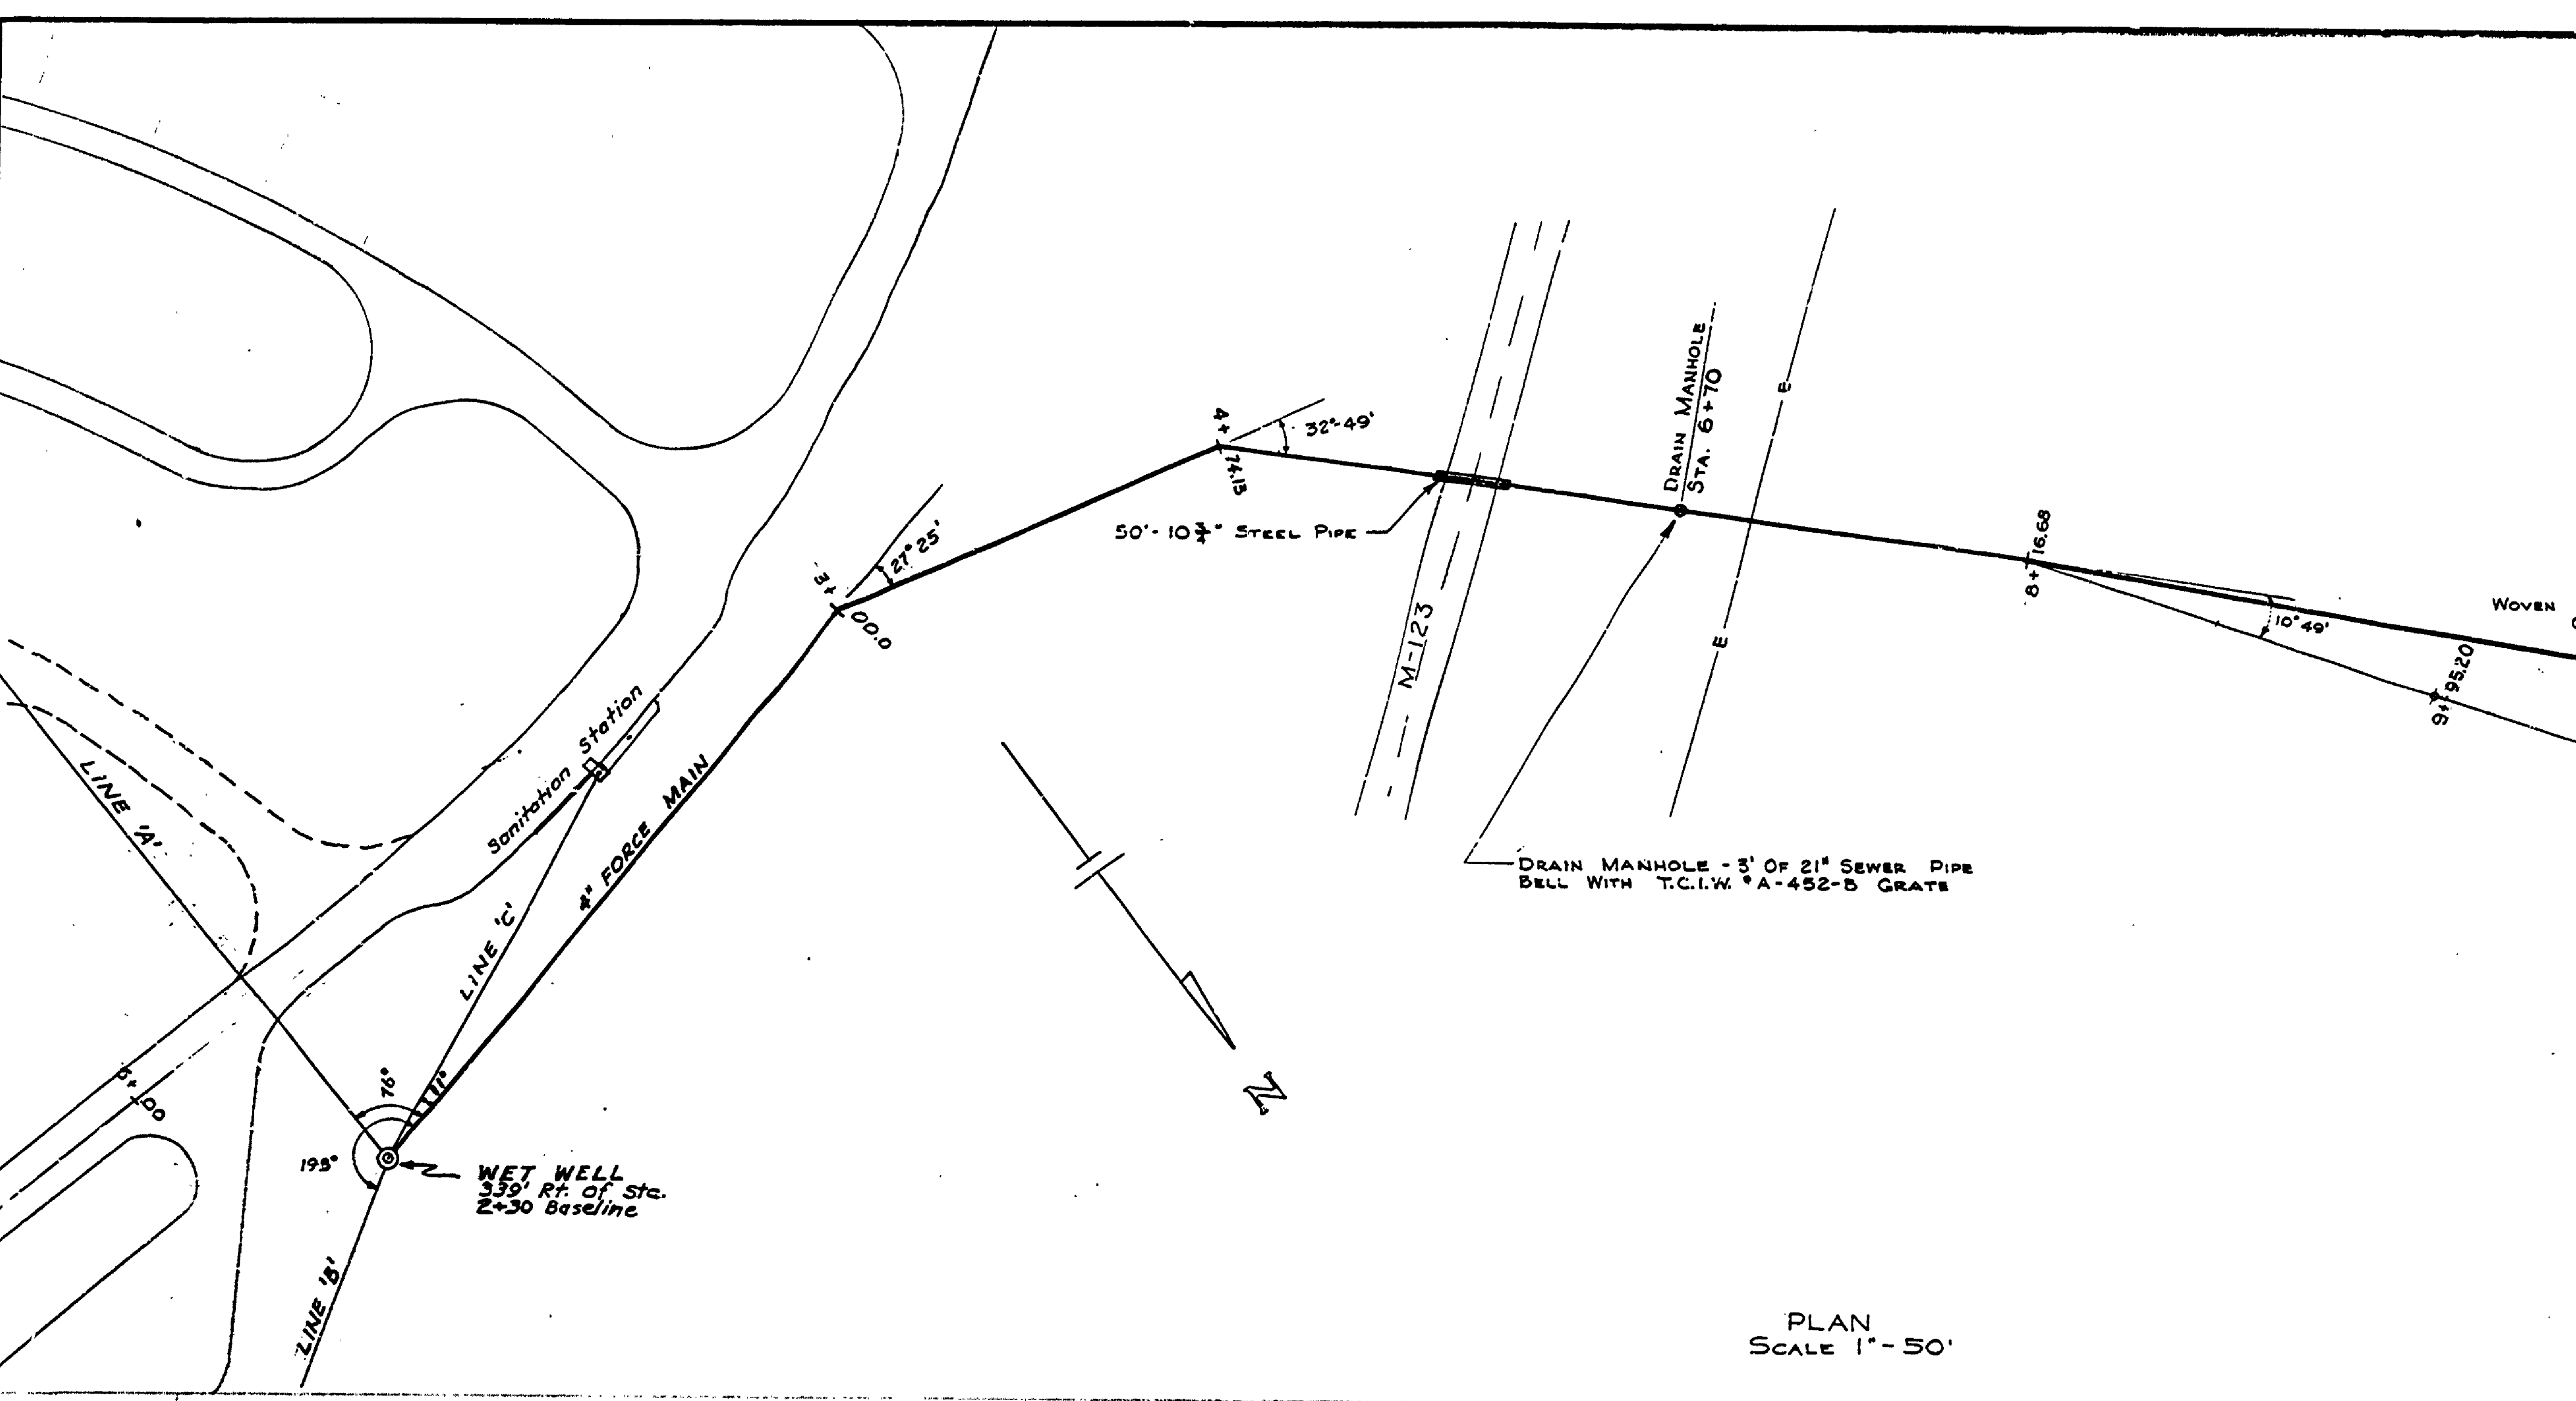 4+
74.13
32°-49'
DRAIN MANHOLE
STA. 6+70
E
E
50'-10¾" STEEL PIPE
27° 25'
3+
00.0
M-123
16.68
8+
10° 49'
WOVEN
95.20
9+
Sanitation Station
4" FORCE MAIN
LINE 'A'
LINE 'C'
DRAIN MANHOLE - 3' OF 21" SEWER PIPE
BELL WITH T.C.I.W. #A-452-B GRATE
N
76°
11°
193°
WET WELL
339' Rt. of Sta.
2+30 Baseline
LINE 'B'
PLAN
SCALE 1"-50'